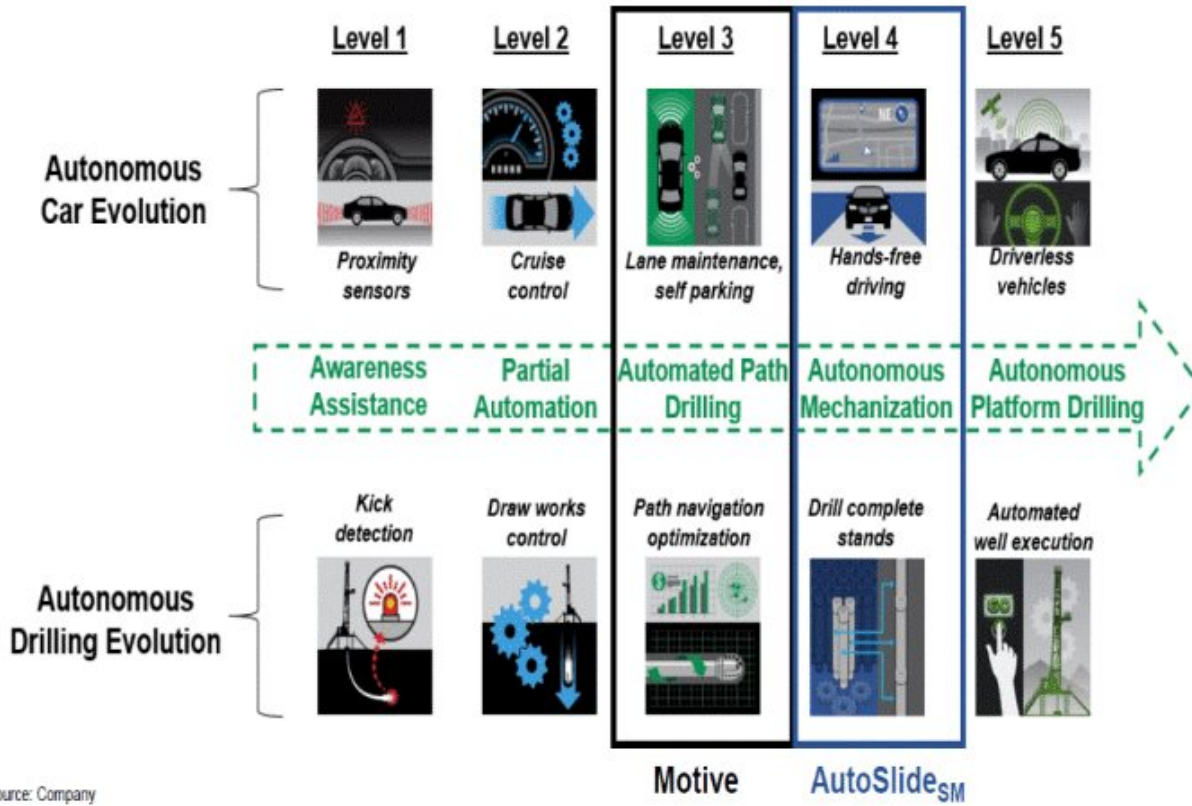 Level 1
Level 2
Level 3
Level 4
Level 5
Autonomous
Car Evolution
NE
Proximity
sensors
Cruise
control
Lane maintenance,
self parking
Hands-free
driving
Driverless
vehicles
Awareness
Assistance
Partial
Automation
Automated Path
Drilling
Autonomous
Mechanization
Autonomous
Platform Drilling
Autonomous
Drilling Evolution
Kick
detection
Draw works
control
Path navigation
optimization
Drill complete
stands
Automated
well execution
GO
Motive
AutoSlideSM
ource: Company